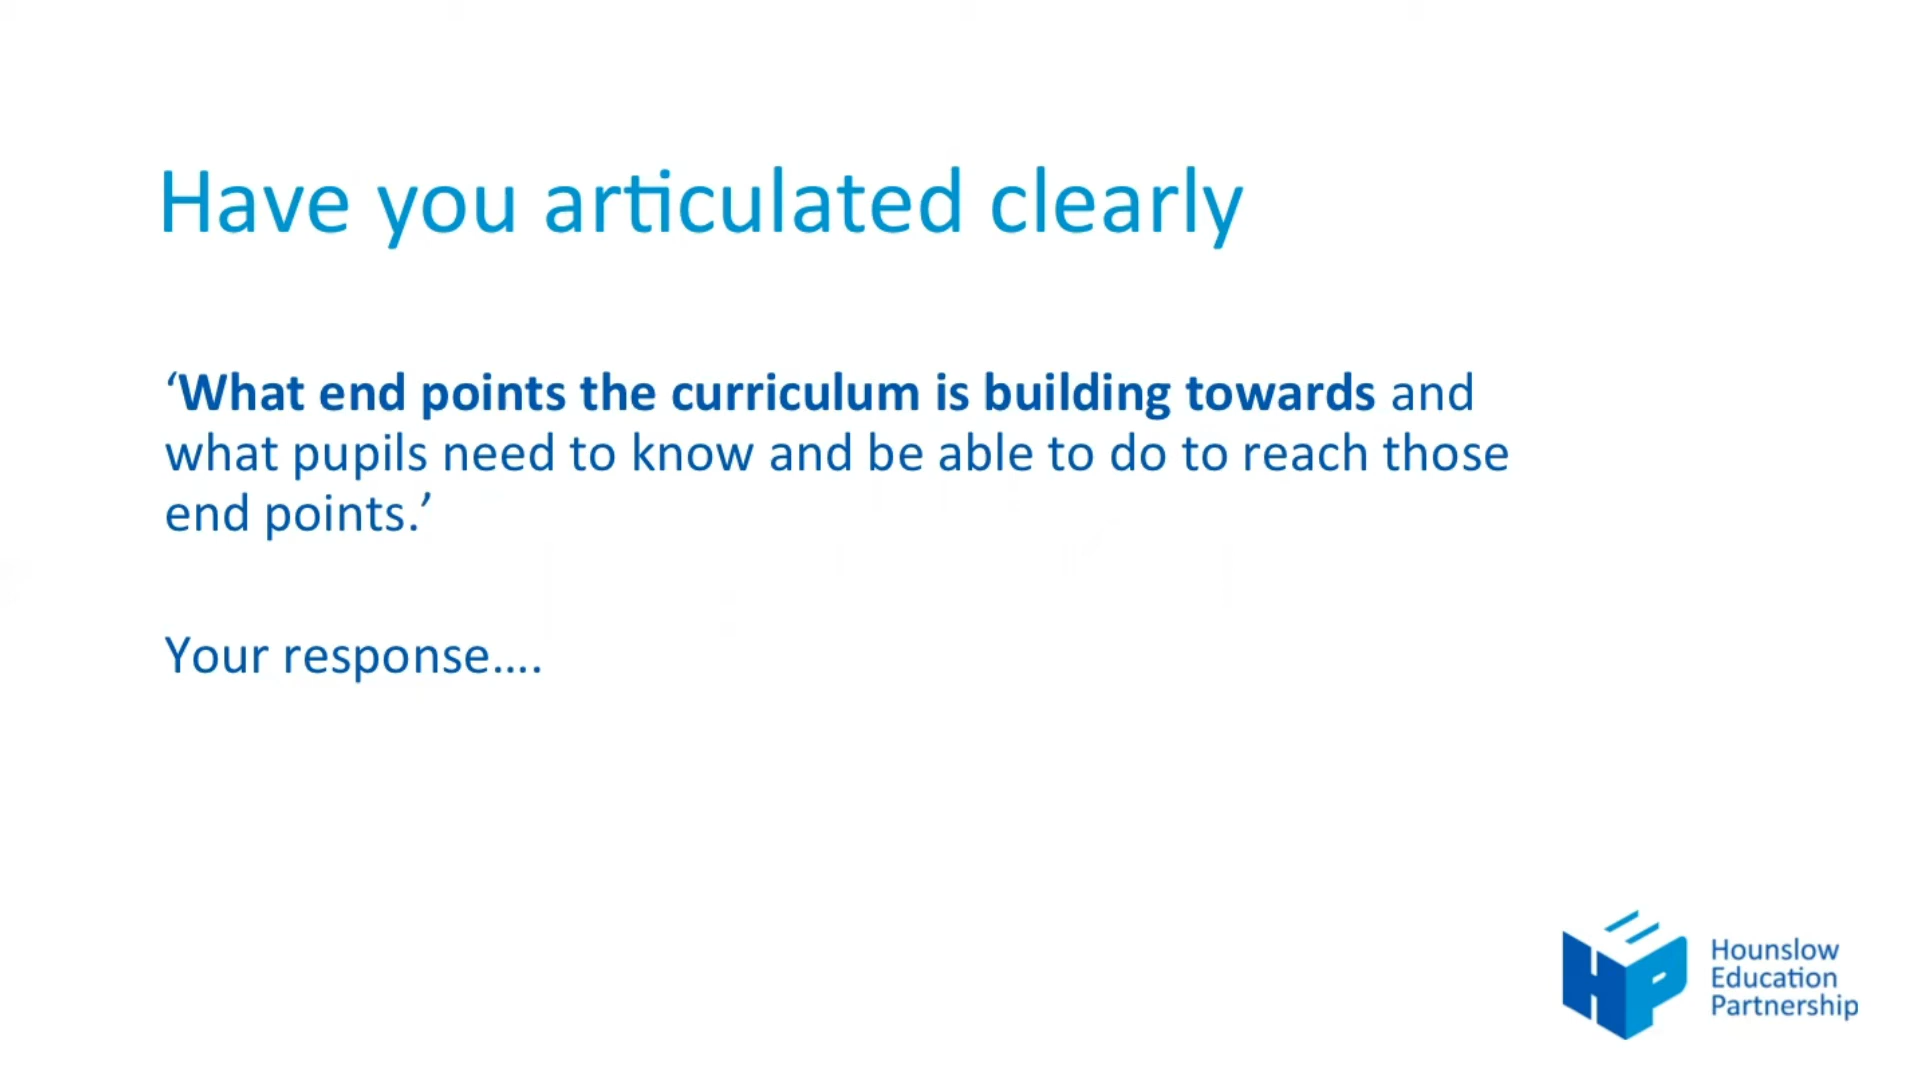 Have you articulated clearly
‘What end points the curriculum is building towards and
what pupils need to know and be able to do to reach those
end points.’
Your response....
HP
Hounslow
Education
Partnership